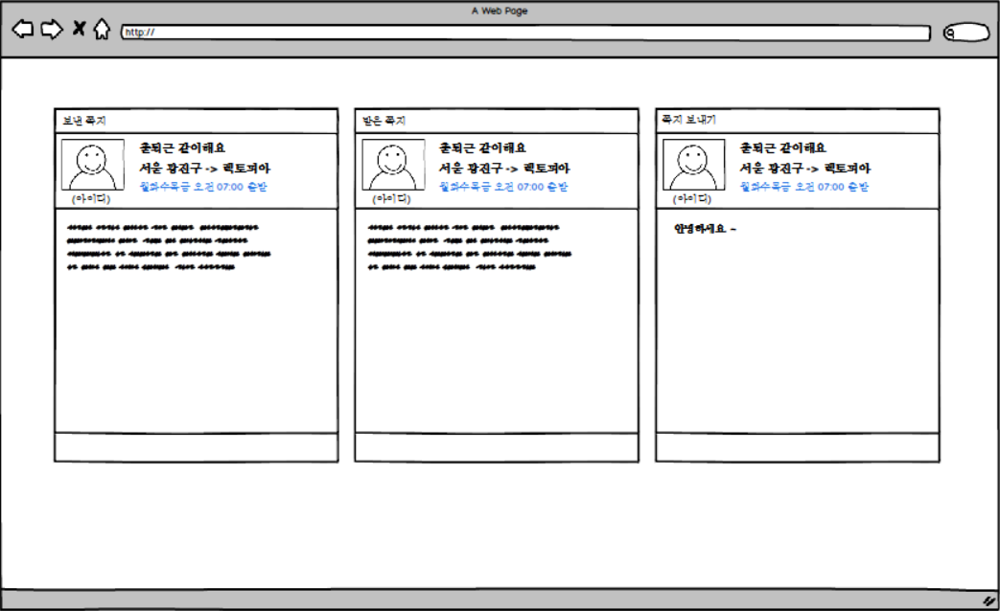 A Web Page
http://
보낸 쪽지
출퇴근 같이해요
서울 광진구 -> 렉토피아
월화수목금 오전 07:00 출발
(아이디)
받은 쪽지
출퇴근 같이해요
서울 광진구 -> 렉토피아
월화수목금 오전 07:00 출발
(아이디)
쪽지 보내기
출퇴근 같이해요
서울 광진구 -> 렉토피아
월화수목금 오전 07:00 출발
(아이디)
안녕하세요 ~